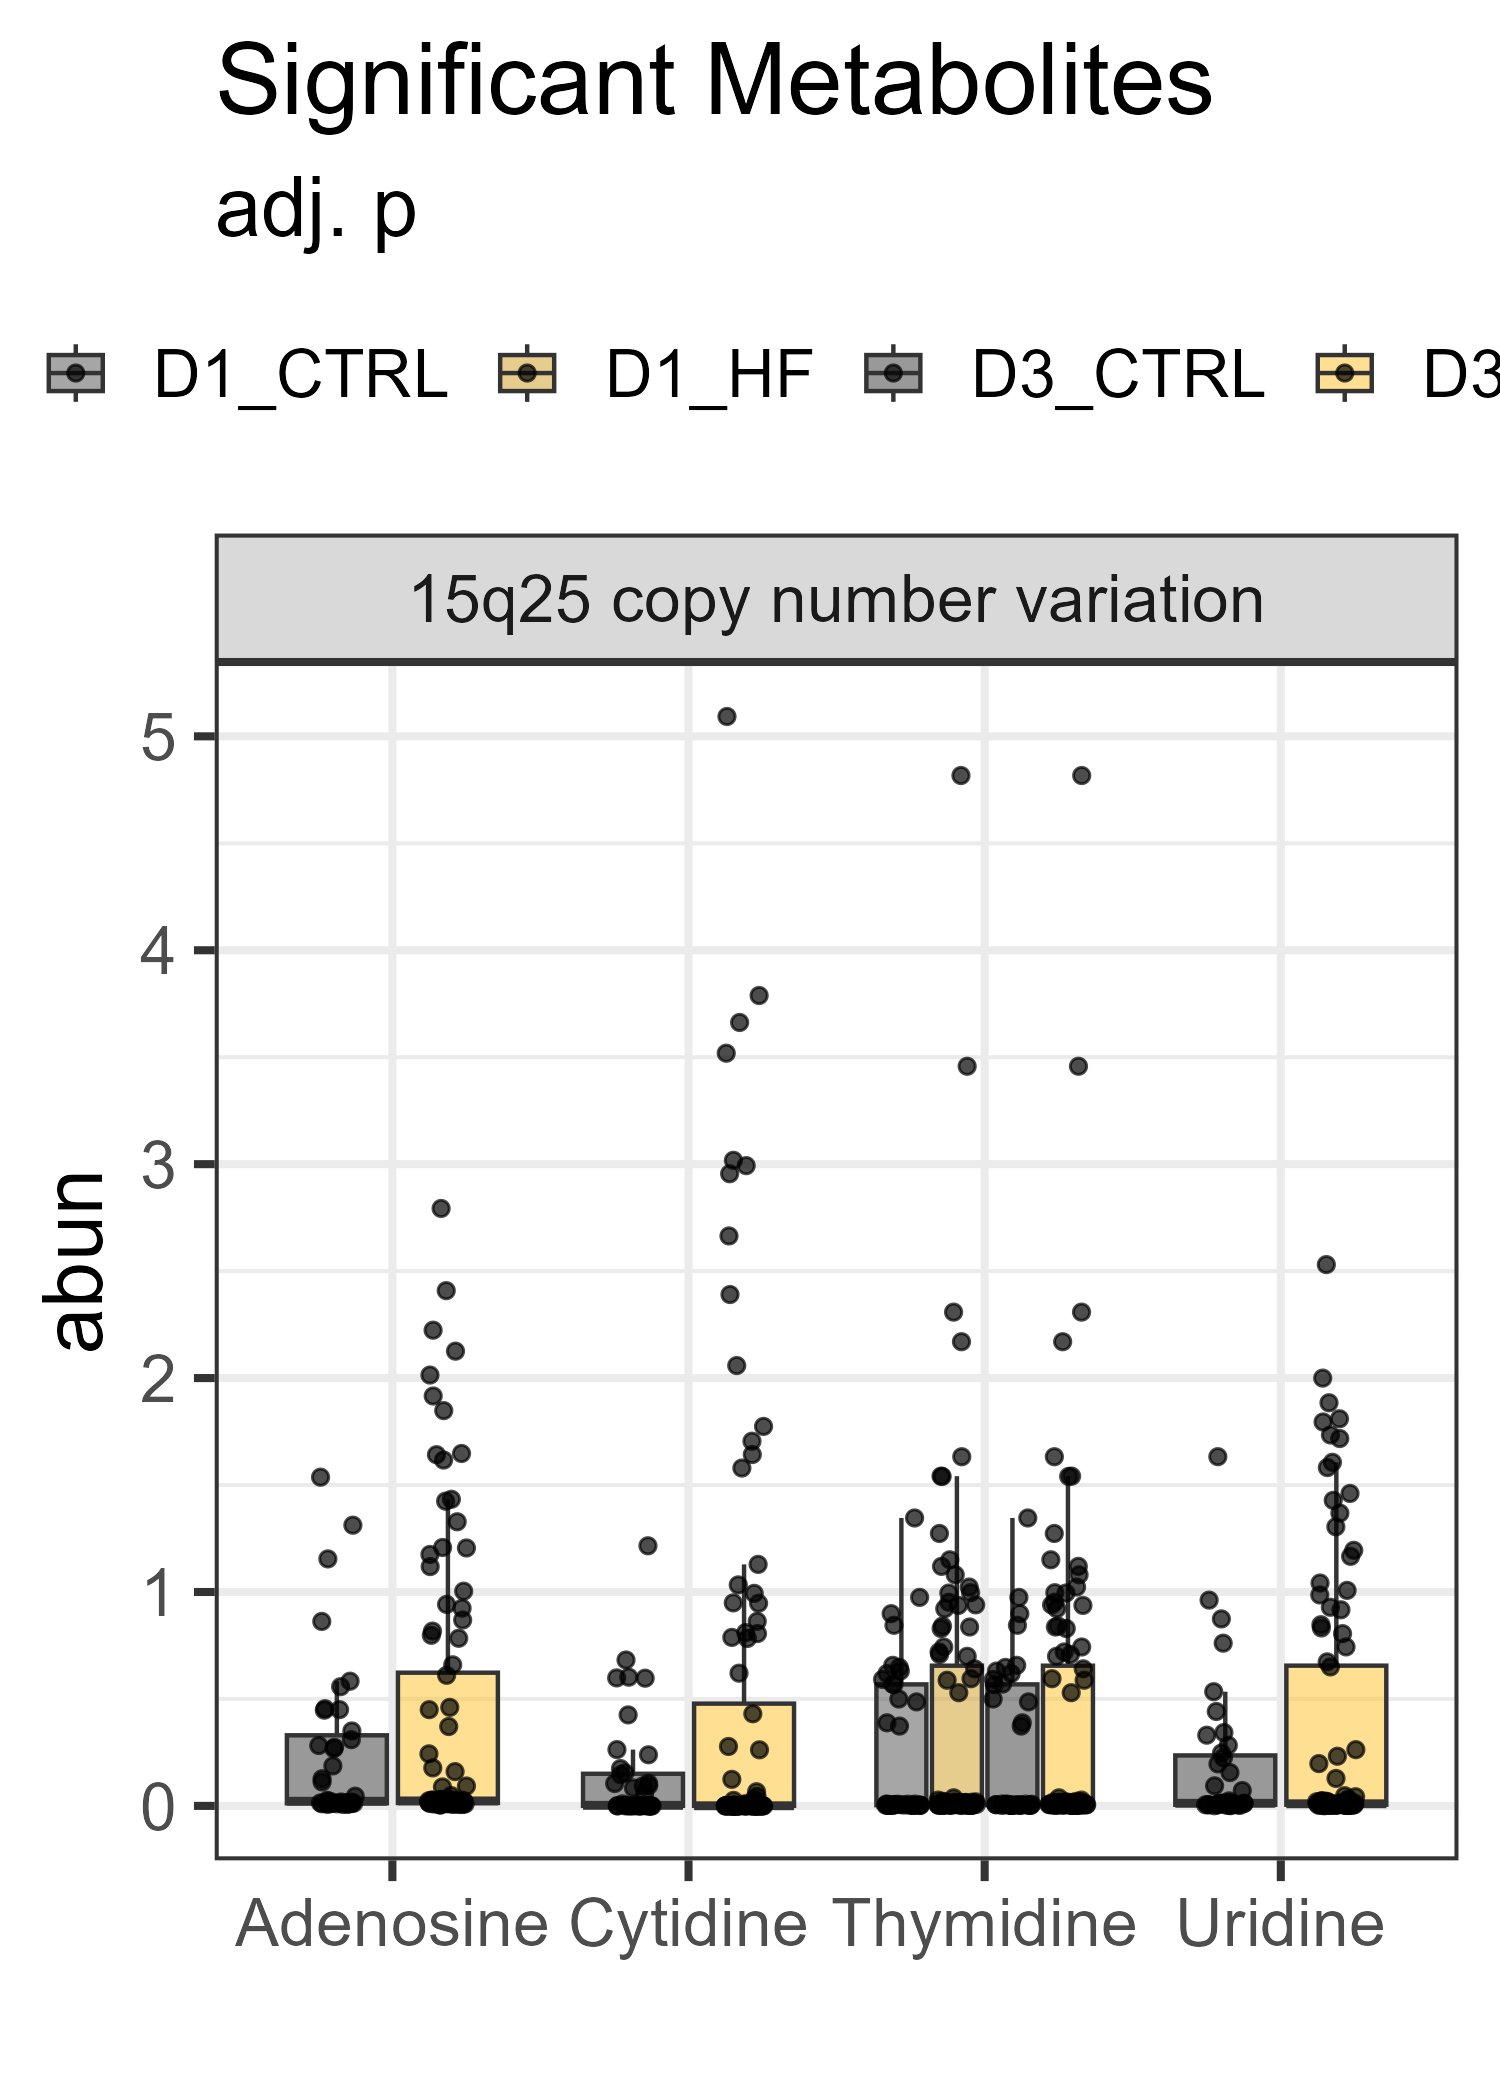 Significant Metabolites
adj. p
D1_CTRL D1_HF D3_CTRL D3
15q25 copy number variation
5
4
3
2
1
0
abun
Adenosine Cytidine Thymidine Uridine